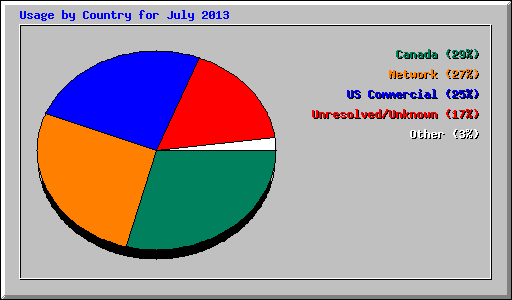 Usage by Country for July 2013
Canada (29%)
Network (27%)
US Commercial (25%)
Unresolved/Unknown (17%)
Other (3%)